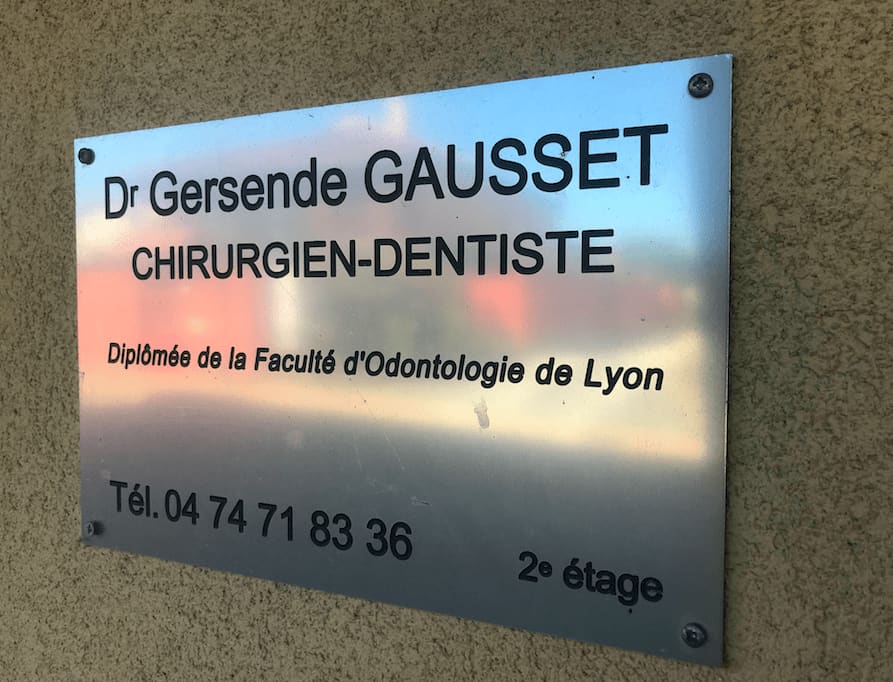 Dr Gersende GAUSSET
CHIRURGIEN-DENTISTE
Diplômée de la Faculté d'Odontologie de Lyon
Tél. 04 74 71 83 36
2e étage